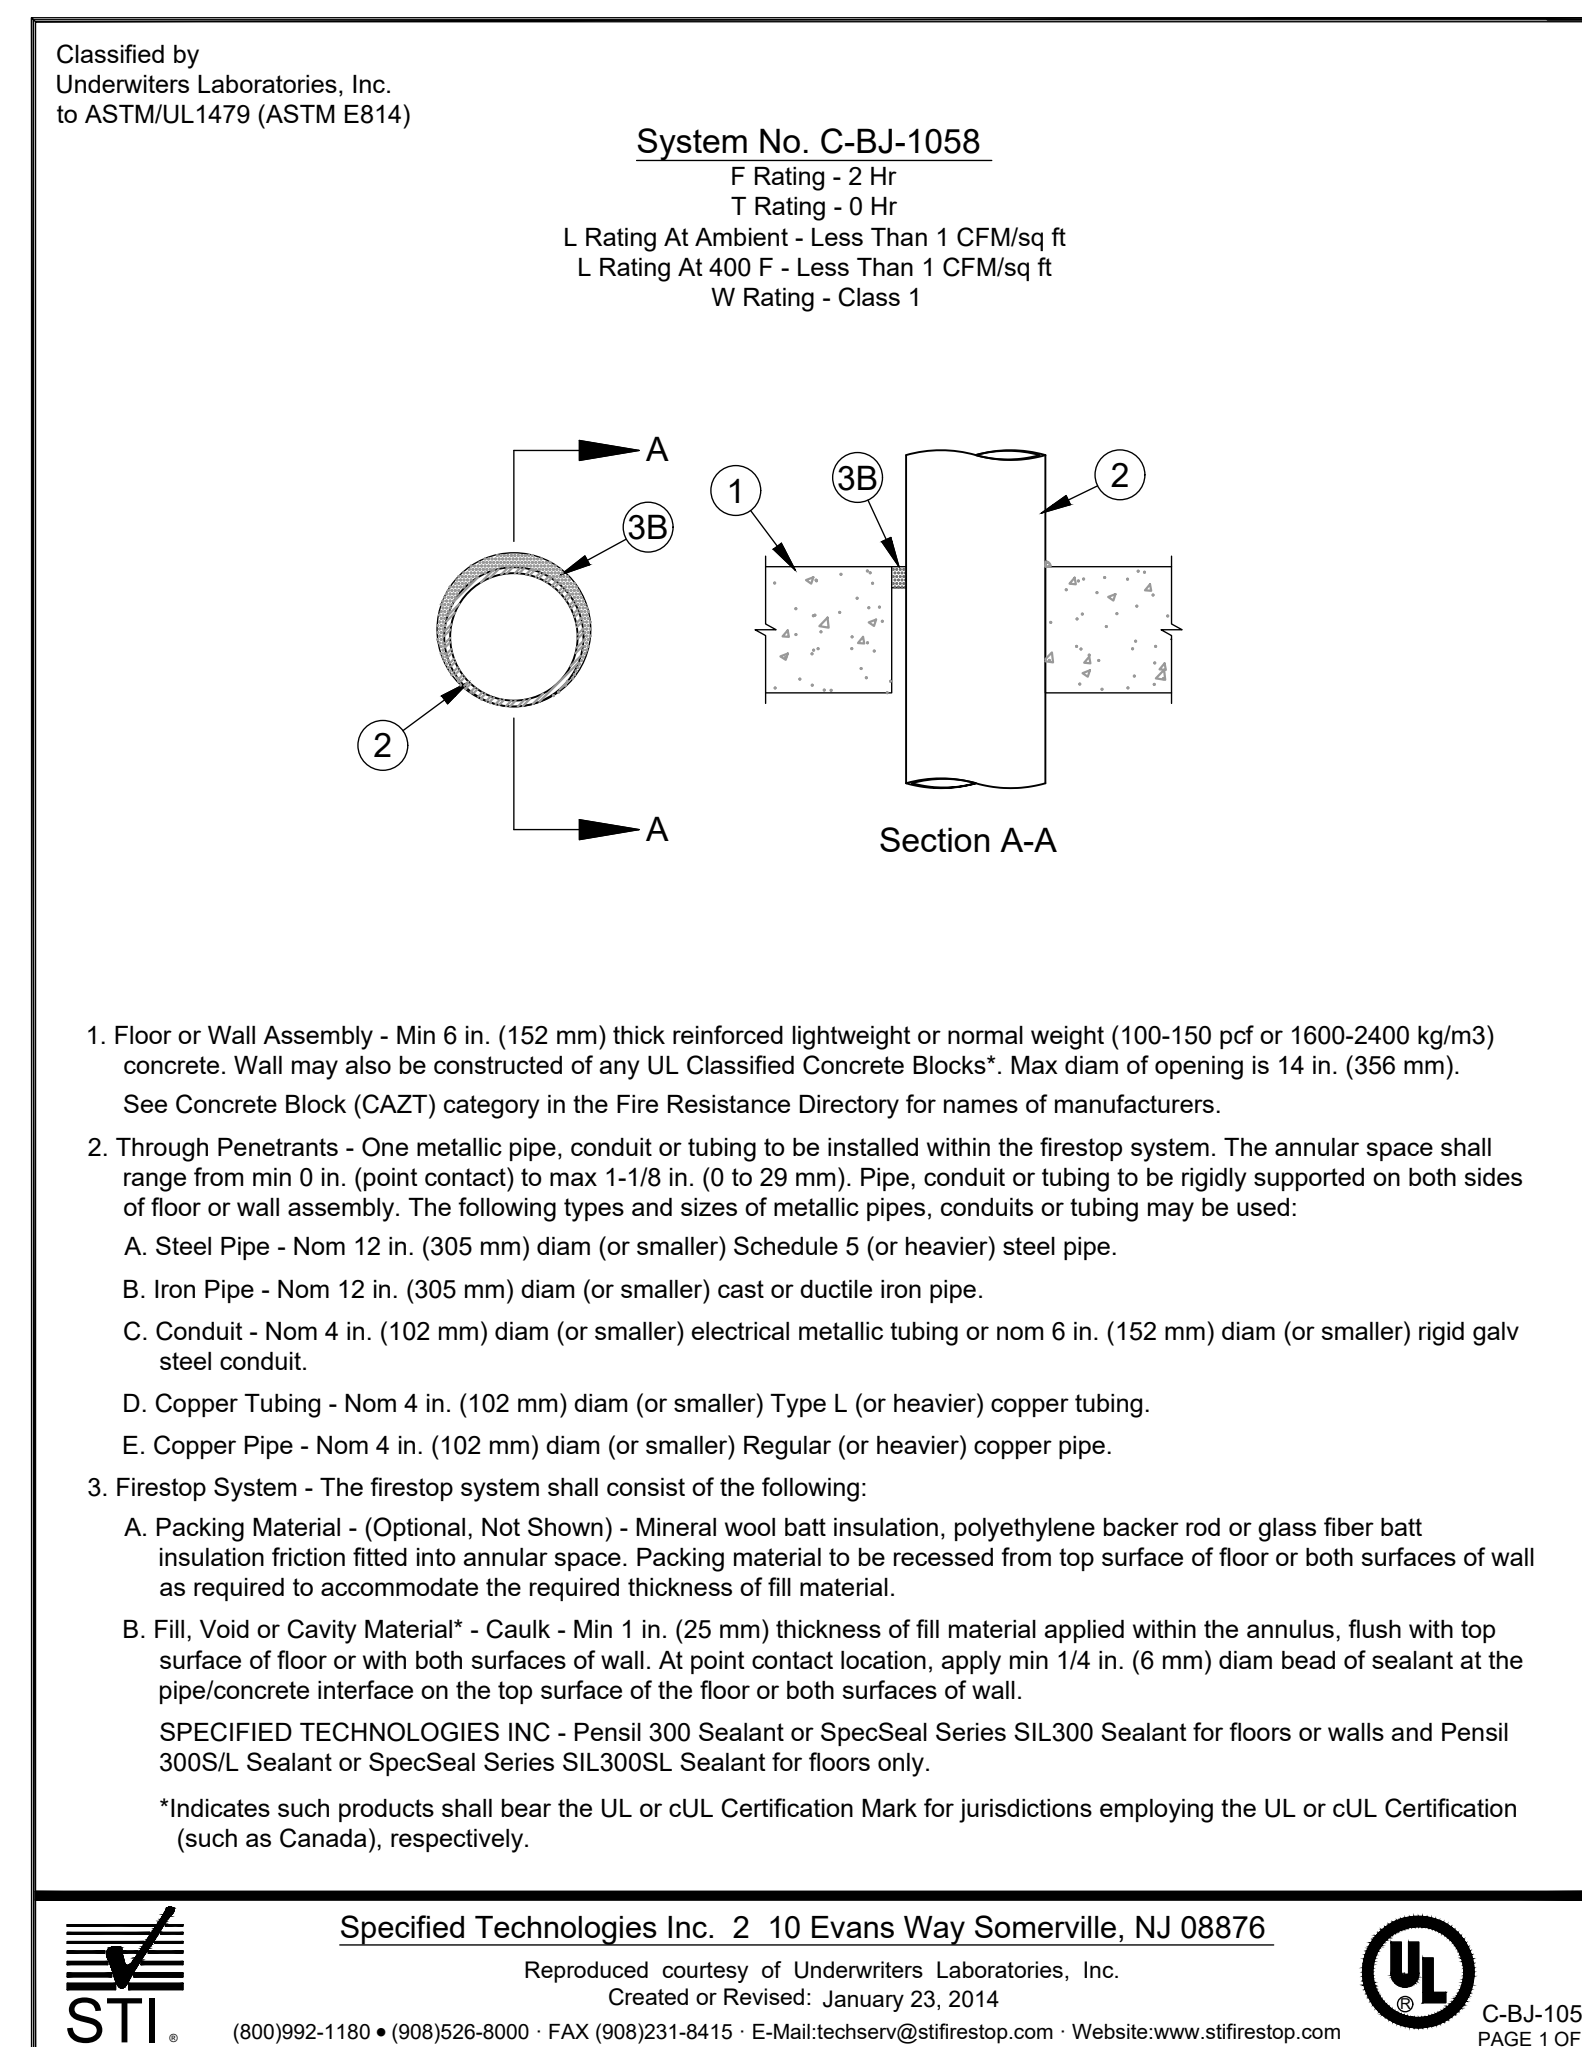 Classified by
Underwiters Laboratories, Inc.
to ASTM/UL1479 (ASTM E814)
System No. C-BJ-1058
F Rating - 2 Hr
T Rating - 0 Hr
L Rating At Ambient - Less Than 1 CFM/sq ft
L Rating At 400 F - Less Than 1 CFM/sq ft
W Rating - Class 1
A
3B
2
A
1
3B
2
Section A-A
1. Floor or Wall Assembly - Min 6 in. (152 mm) thick reinforced lightweight or normal weight (100-150 pcf or 1600-2400 kg/m3)
concrete. Wall may also be constructed of any UL Classified Concrete Blocks*. Max diam of opening is 14 in. (356 mm).
See Concrete Block (CAZT) category in the Fire Resistance Directory for names of manufacturers.
2. Through Penetrants - One metallic pipe, conduit or tubing to be installed within the firestop system. The annular space shall
range from min 0 in. (point contact) to max 1-1/8 in. (0 to 29 mm). Pipe, conduit or tubing to be rigidly supported on both sides
of floor or wall assembly. The following types and sizes of metallic pipes, conduits or tubing may be used:
A. Steel Pipe - Nom 12 in. (305 mm) diam (or smaller) Schedule 5 (or heavier) steel pipe.
B. Iron Pipe - Nom 12 in. (305 mm) diam (or smaller) cast or ductile iron pipe.
C. Conduit - Nom 4 in. (102 mm) diam (or smaller) electrical metallic tubing or nom 6 in. (152 mm) diam (or smaller) rigid galv
steel conduit.
D. Copper Tubing - Nom 4 in. (102 mm) diam (or smaller) Type L (or heavier) copper tubing.
E. Copper Pipe - Nom 4 in. (102 mm) diam (or smaller) Regular (or heavier) copper pipe.
3. Firestop System - The firestop system shall consist of the following:
A. Packing Material - (Optional, Not Shown) - Mineral wool batt insulation, polyethylene backer rod or glass fiber batt
insulation friction fitted into annular space. Packing material to be recessed from top surface of floor or both surfaces of wall
as required to accommodate the required thickness of fill material.
B. Fill, Void or Cavity Material* - Caulk - Min 1 in. (25 mm) thickness of fill material applied within the annulus, flush with top
surface of floor or with both surfaces of wall. At point contact location, apply min 1/4 in. (6 mm) diam bead of sealant at the
pipe/concrete interface on the top surface of the floor or both surfaces of wall.
SPECIFIED TECHNOLOGIES INC - Pensil 300 Sealant or SpecSeal Series SIL300 Sealant for floors or walls and Pensil
300S/L Sealant or SpecSeal Series SIL300SL Sealant for floors only.
*Indicates such products shall bear the UL or cUL Certification Mark for jurisdictions employing the UL or cUL Certification
(such as Canada), respectively.
STI ®
Specified Technologies Inc. 2 10 Evans Way Somerville, NJ 08876
Reproduced courtesy of Underwriters Laboratories, Inc.
Created or Revised: January 23, 2014
(800)992-1180 • (908)526-8000 · FAX (908)231-8415 · E-Mail:techserv@stifirestop.com · Website:www.stifirestop.com
UL ®
C-BJ-105
PAGE 1 OF